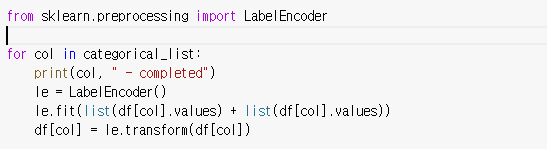 from sklearn.preprocessing import LabelEncoder
for col in categorical_list:
    print(col, " - completed")
    le = LabelEncoder()
    le.fit(list(df[col].values) + list(df[col].values))
    df[col] = le.transform(df[col])